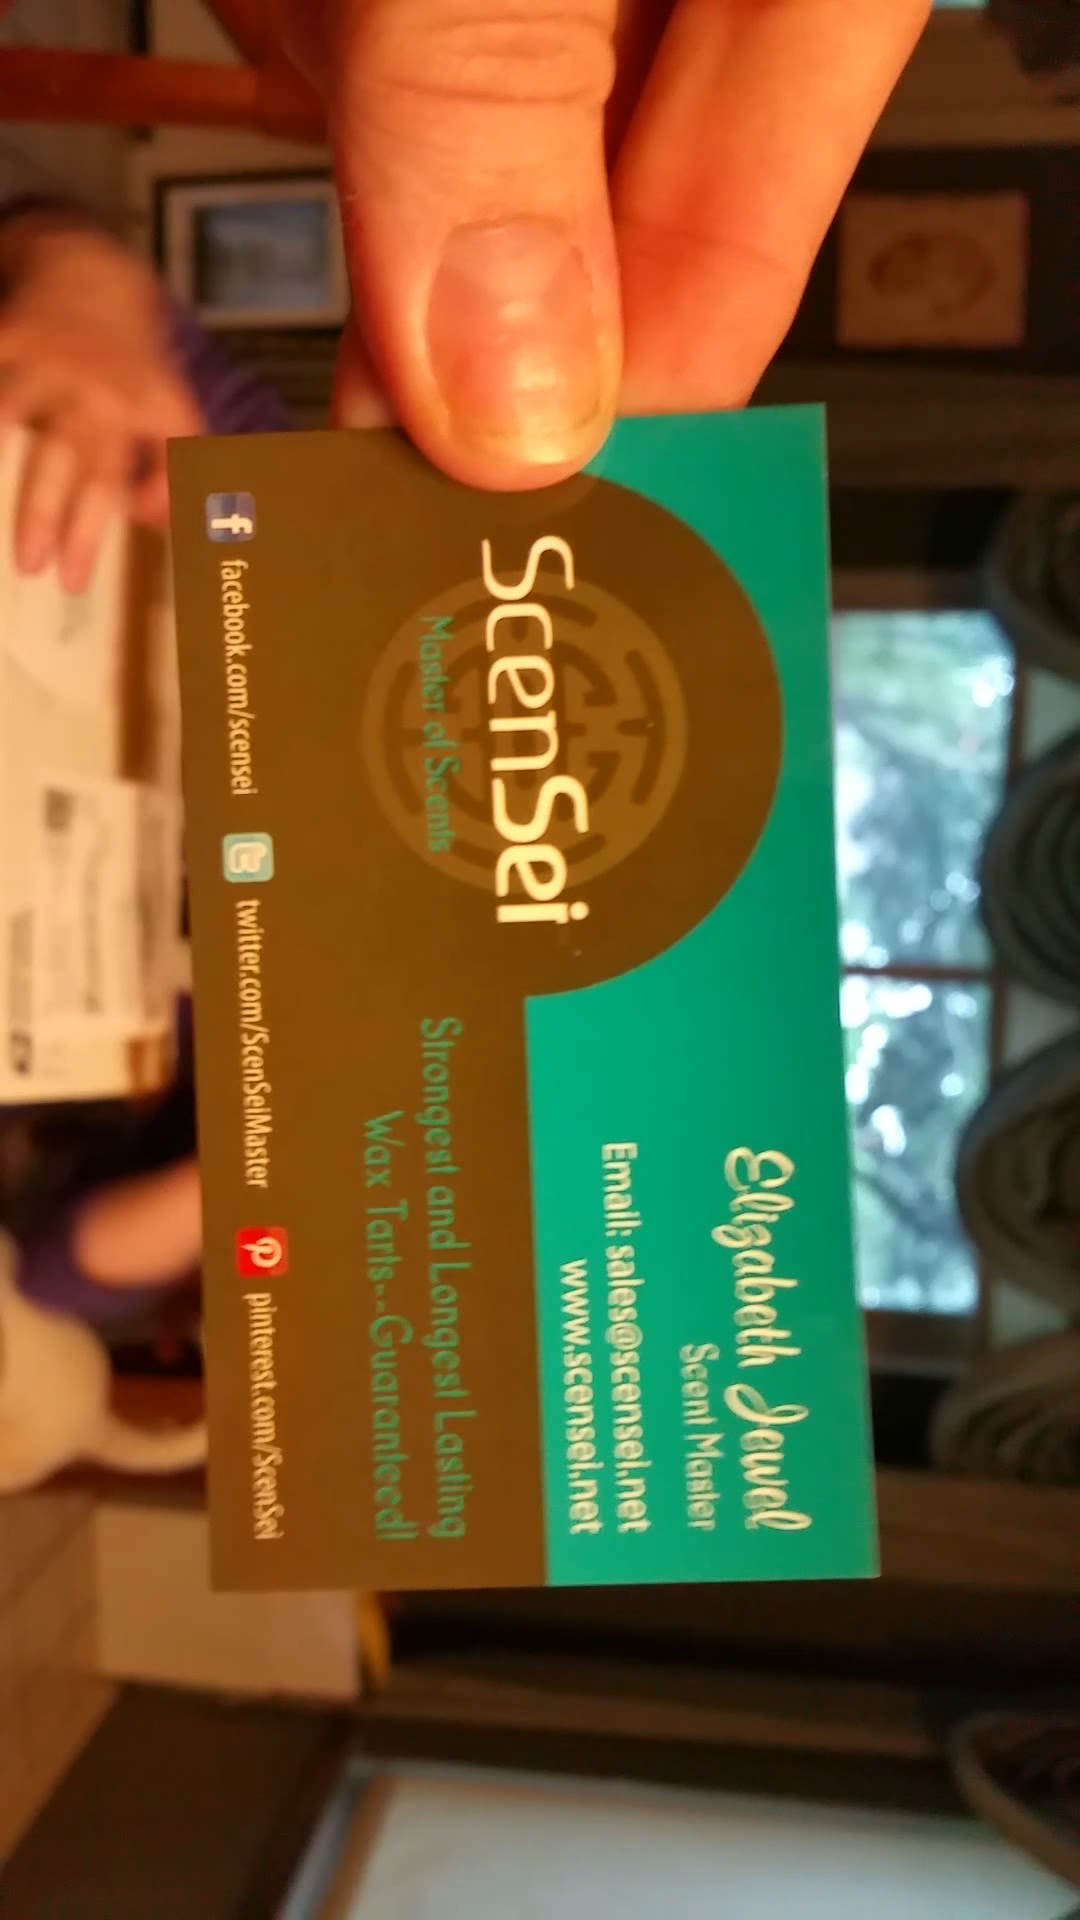 Elizabeth Jewel
Scent Master
Email: sales@scensei.net
www.scensei.net
ScenSei
Master of Scents
Strongest and Longest Lasting
Wax Tarts--Guaranteed!
f facebook.com/scensei
t twitter.com/ScenSeiMaster
P pinterest.com/ScenSei